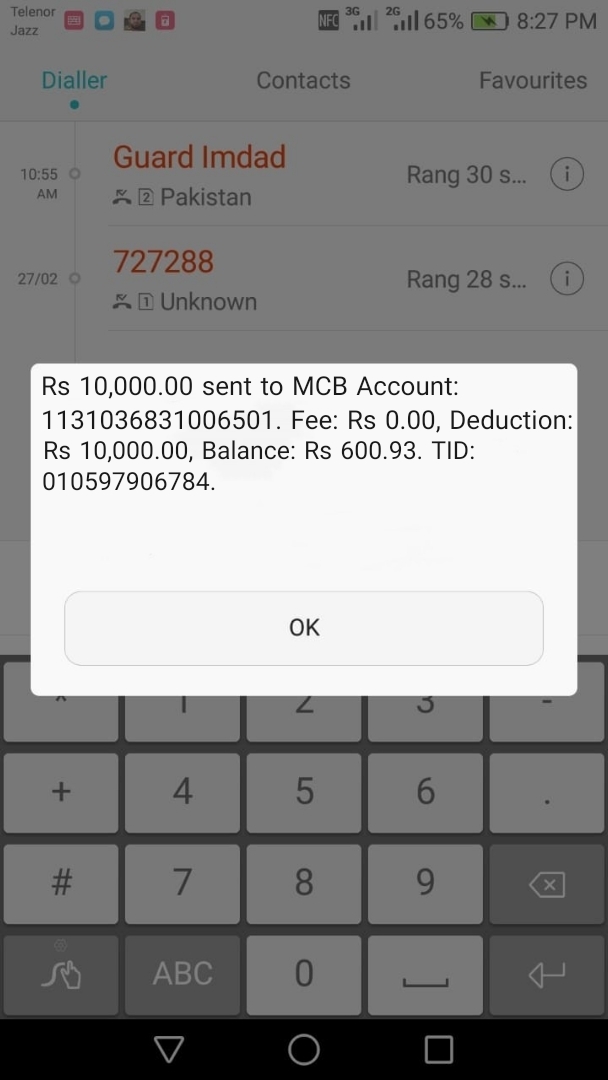 Telenor
Jazz
NFC 3G 2G 65% 8:27 PM
Dialler Contacts Favourites
Guard Imdad
10:55
AM
Rang 30 s...
2 Pakistan
727288
27/02
Rang 28 s...
1 Unknown
Rs 10,000.00 sent to MCB Account:
1131036831006501. Fee: Rs 0.00, Deduction:
Rs 10,000.00, Balance: Rs 600.93. TID:
010597906784.
OK
* 1 2 3 -
+ 4 5 6 .
# 7 8 9
ABC 0